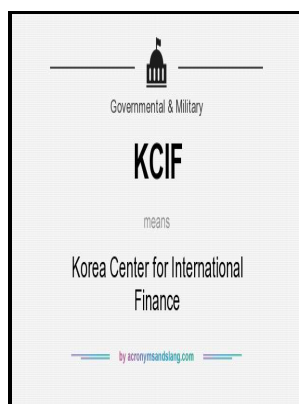 Governmental & Military
KCIF
means
Korea Center for International
Finance
by acronymsandslang.com